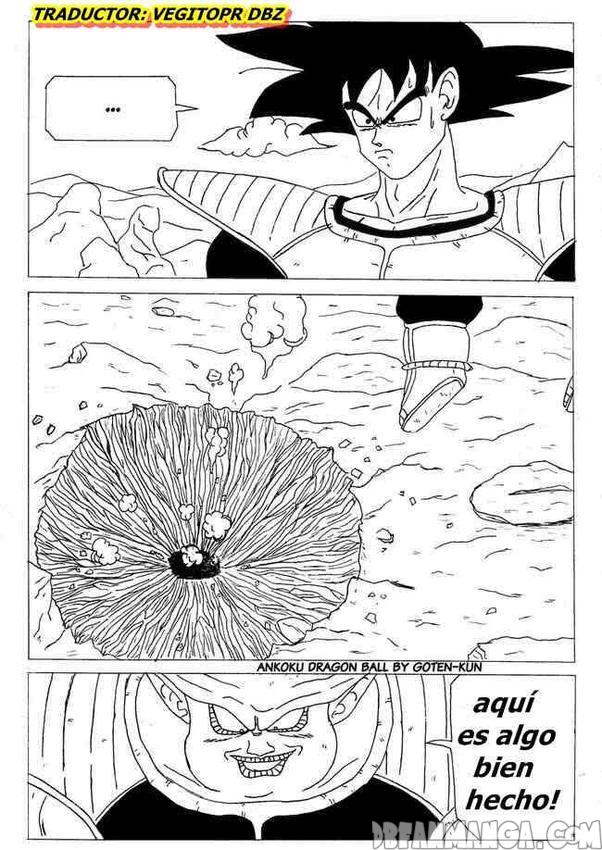 TRADUCTOR: VEGITOPR DBZ
...
ANKOKU DRAGON BALL BY GOTEN-KUN
aquí
es algo
bien
hecho!
DBFANMANGA.COM